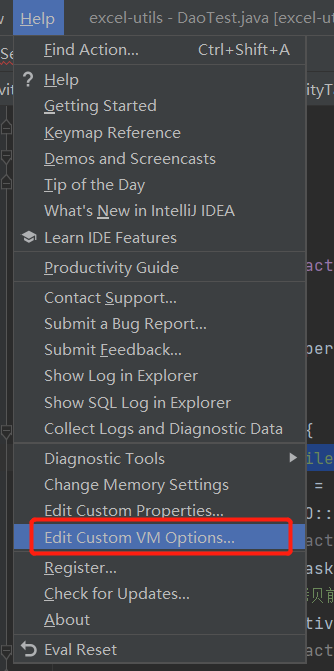 Help excel-utils - DaoTest.java [excel-u
Find Action... Ctrl+Shift+A
Help
Getting Started
Keymap Reference
Demos and Screencasts
Tip of the Day
What's New in IntelliJ IDEA
Learn IDE Features
Productivity Guide
Contact Support...
Submit a Bug Report...
Submit Feedback...
Show Log in Explorer
Show SQL Log in Explorer
Collect Logs and Diagnostic Data
Diagnostic Tools
Change Memory Settings
Edit Custom Properties...
Edit Custom VM Options...
Register...
Check for Updates...
About
Eval Reset